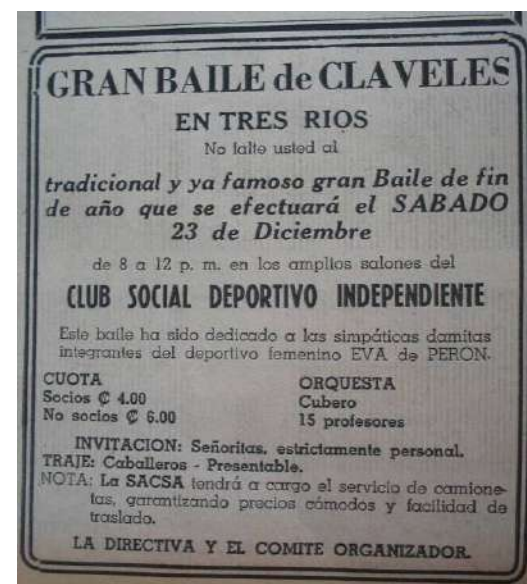 GRAN BAILE de CLAVELES
EN TRES RIOS
No falte usted al
tradicional y ya famoso gran Baile de fin
de año que se efectuará el SABADO
23 de Diciembre
de 8 a 12 p. m. en los amplios salones del
CLUB SOCIAL DEPORTIVO INDEPENDIENTE
Este baile ha sido dedicado a las simpáticas damitas
integrantes del deportivo femenino EVA de PERON.
CUOTA
Socios ₡ 4.00
No socios ₡ 6.00
ORQUESTA
Cubero
15 profesores
INVITACION: Señoritas, estrictamente personal.
TRAJE: Caballeros - Presentable.
NOTA: La SACSA tendrá a cargo el servicio de camione-
tas, garantizando precios cómodos y facilidad de
traslado.
LA DIRECTIVA Y EL COMITE ORGANIZADOR.